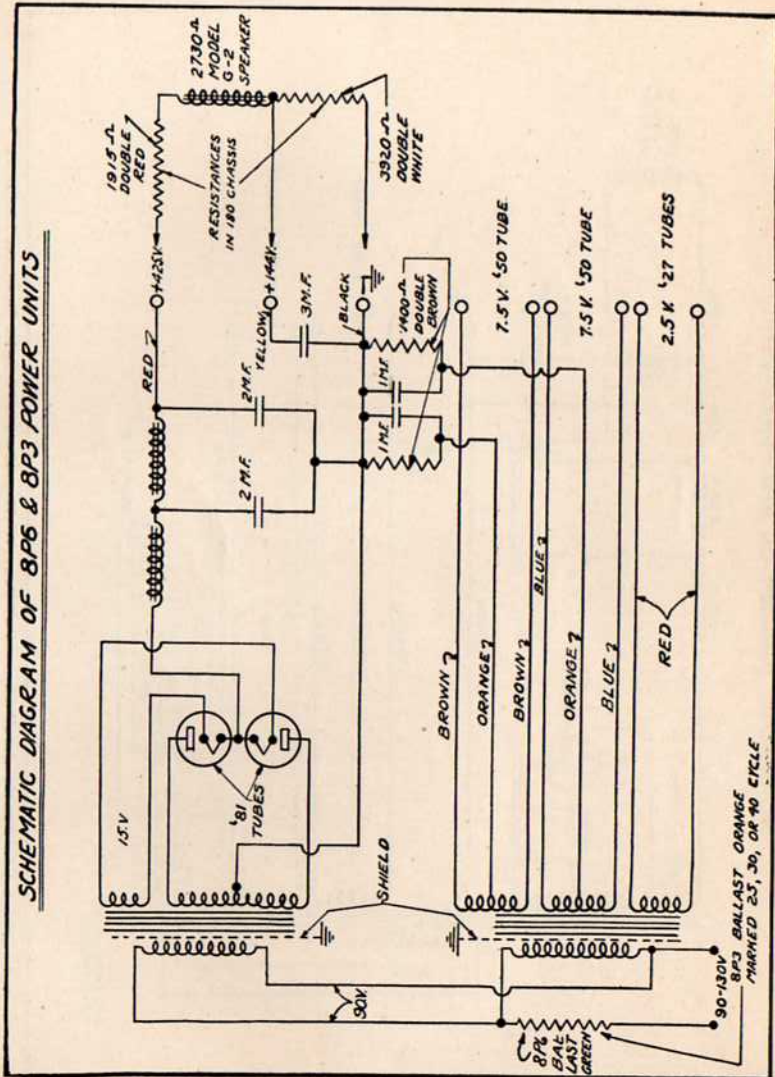 SCHEMATIC DIAGRAM OF 8P6 & 8P3 POWER UNITS
1915-Ω
DOUBLE
RED
2730-Ω
MODEL
G-2
SPEAKER
RESISTANCES
IN 180 CHASSIS
3920-Ω
DOUBLE
WHITE
RED
+425V.
+144V.
YELLOW
2 M.F.
2 M.F.
3 M.F.
BLACK
1 M.F.
1 M.F.
1400-Ω
DOUBLE
BROWN
15.V
'81
TUBES
SHIELD
90V.
BROWN
ORANGE
BROWN
BLUE
ORANGE
BLUE
RED
7.5 V. '50 TUBE
7.5 V. '50 TUBE
2.5 V. '27 TUBES
8P6
BAL
LAST
GREEN
90-130V
8P3 BALLAST ORANGE
MARKED 25, 30, OR 40 CYCLE